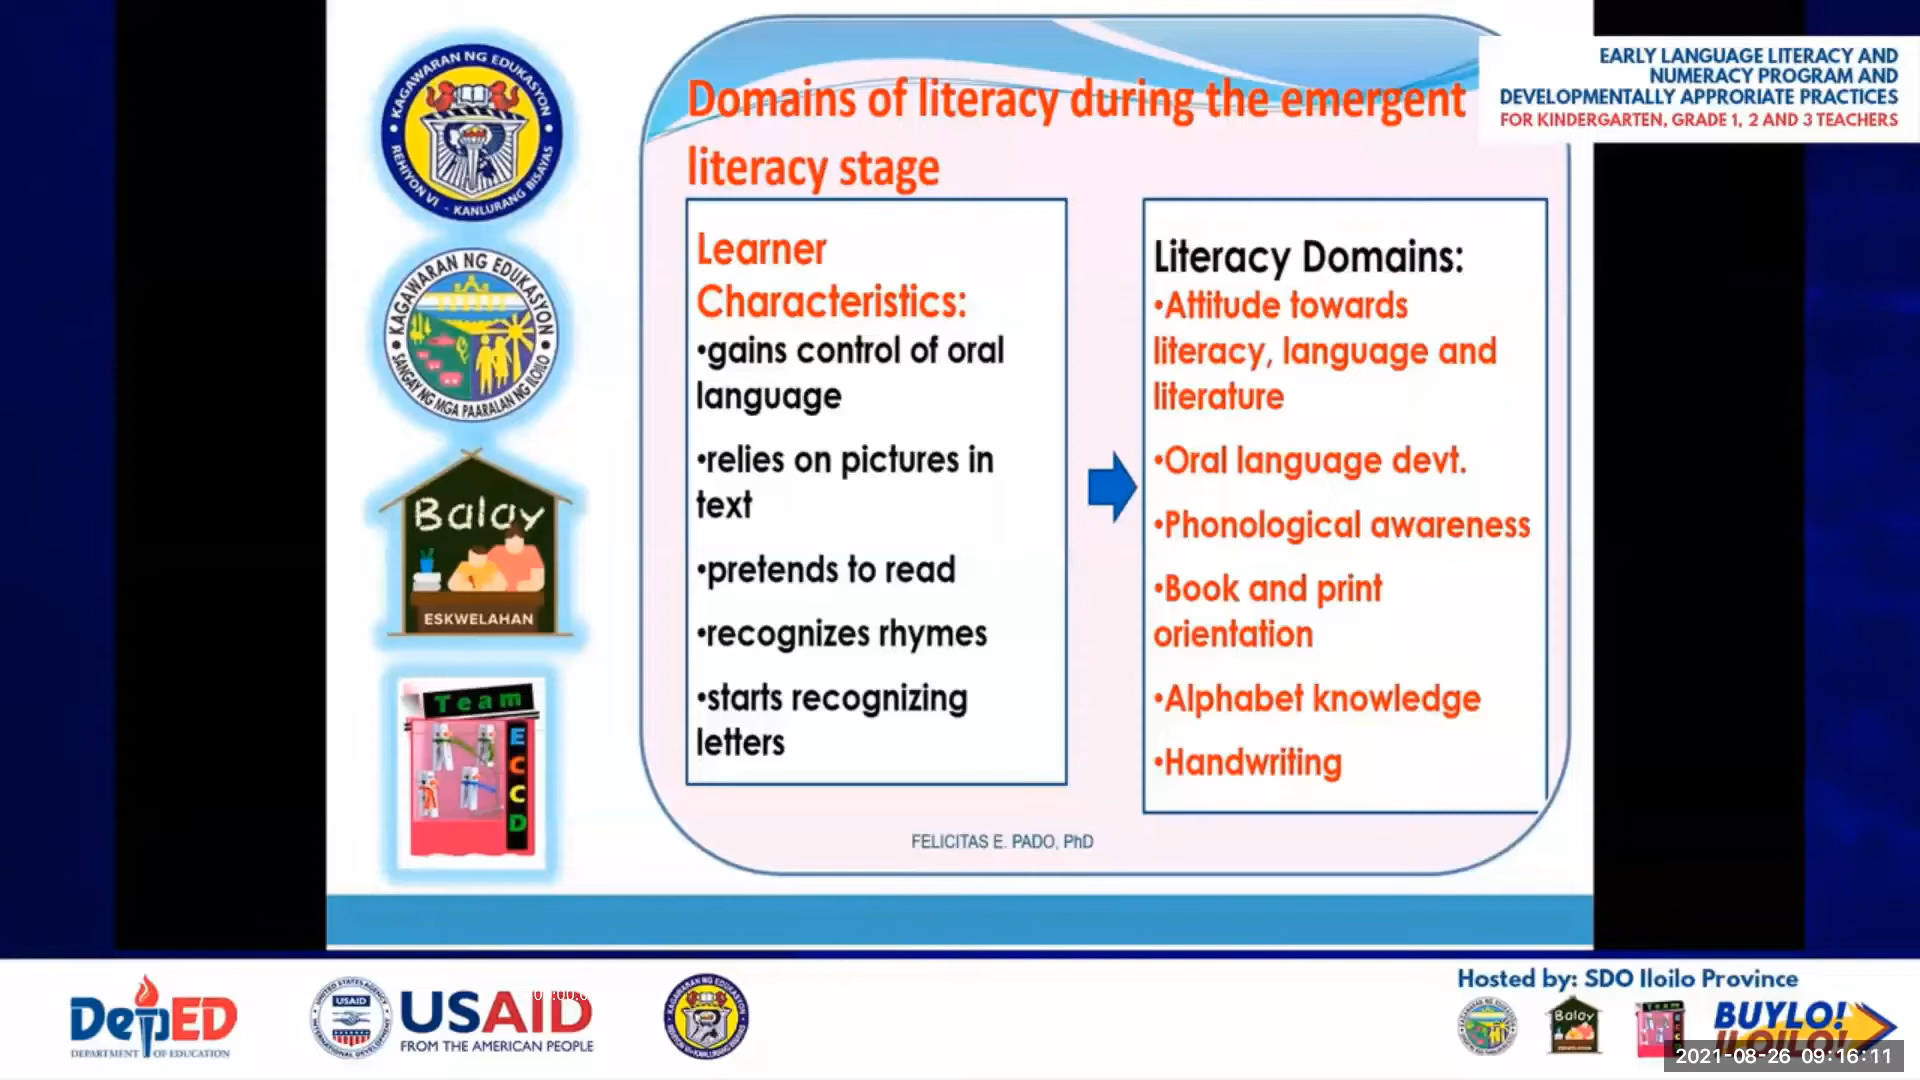 EARLY LANGUAGE LITERACY AND
NUMERACY PROGRAM AND
DEVELOPMENTALLY APPRORIATE PRACTICES
FOR KINDERGARTEN, GRADE 1, 2 AND 3 TEACHERS
Domains of literacy during the emergent
literacy stage
KAGAWARAN NG EDUKASYON
REHIYON VI - KANLURANG BISAYAS
KAGAWARAN NG EDUKASYON
SANGAY NG MGA PAARALAN NG ILOILO
Balay
ESKWELAHAN
Team
ECCD
Learner
Characteristics:
•gains control of oral
language
•relies on pictures in
text
•pretends to read
•recognizes rhymes
•starts recognizing
letters
Literacy Domains:
•Attitude towards
literacy, language and
literature
•Oral language devt.
•Phonological awareness
•Book and print
orientation
•Alphabet knowledge
•Handwriting
FELICITAS E. PADO, PhD
DepED
DEPARTMENT OF EDUCATION
USAID
USAID
FROM THE AMERICAN PEOPLE
Hosted by: SDO Iloilo Province
Balay
BUYLO!
ILOILO!
2021-08-26 09:16:11